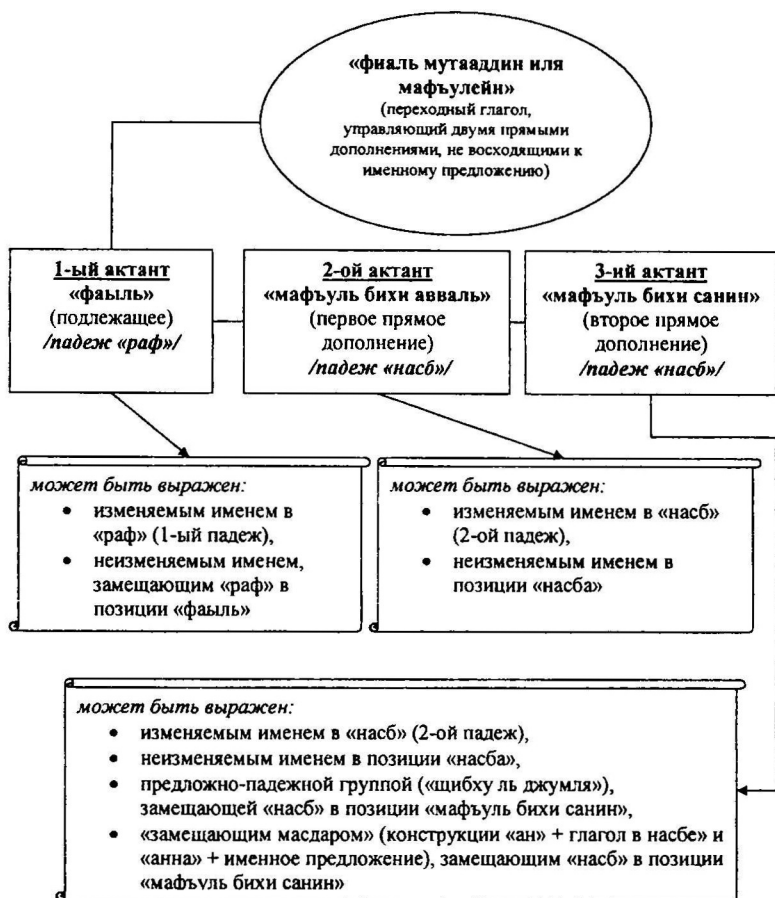 «фиаль мутааддин иля
мафъулейн»
(переходный глагол,
управляющий двумя прямыми
дополнениями, не восходящими к
именному предложению)
1-ый актант
«фаыль»
(подлежащее)
/падеж «раф»/
2-ой актант
«мафъуль бихи авваль»
(первое прямое
дополнение)
/падеж «насб»/
3-ий актант
«мафъуль бихи санин»
(второе прямое
дополнение)
/падеж «насб»/
может быть выражен:
• изменяемым именем в
«раф» (1-ый падеж),
• неизменяемым именем,
замещающим «раф» в
позиции «фаыль»
может быть выражен:
• изменяемым именем в «насб»
(2-ой падеж),
• неизменяемым именем в
позиции «насба»
может быть выражен:
• изменяемым именем в «насб» (2-ой падеж),
• неизменяемым именем в позиции «насба»,
• предложно-падежной группой («щибху ль джумля»),
замещающей «насб» в позиции «мафъуль бихи санин»,
• «замещающим масдаром» (конструкции «ан» + глагол в насбе» и
«анна» + именное предложение), замещающим «насб» в позиции
«мафъуль бихи санин»